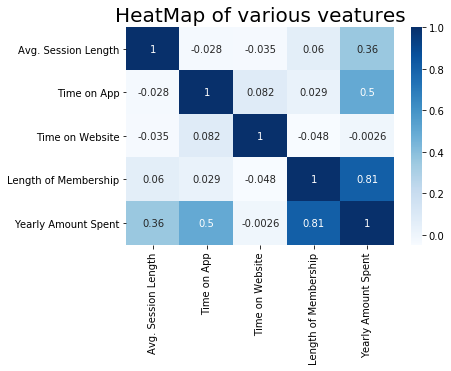 HeatMap of various veatures
Avg. Session Length 1 -0.028 -0.035 0.06 0.36
Time on App -0.028 1 0.082 0.029 0.5
Time on Website -0.035 0.082 1 -0.048 -0.0026
Length of Membership 0.06 0.029 -0.048 1 0.81
Yearly Amount Spent 0.36 0.5 -0.0026 0.81 1
Avg. Session Length
Time on App
Time on Website
Length of Membership
Yearly Amount Spent
1.0
0.8
0.6
0.4
0.2
0.0